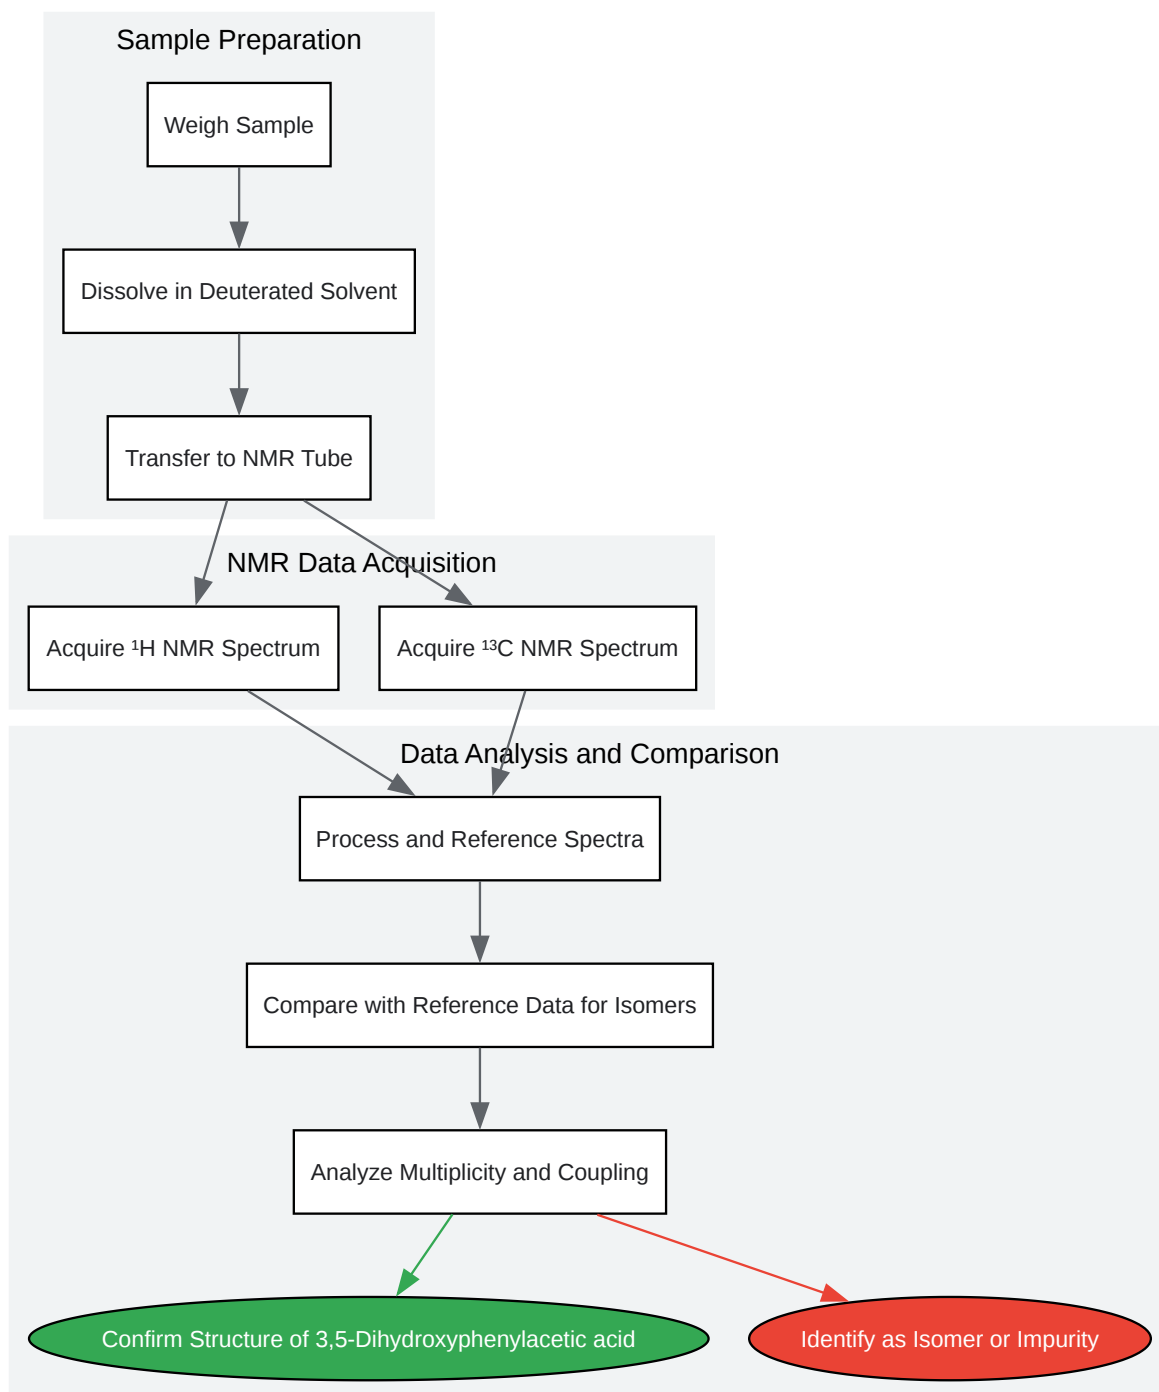 Sample Preparation
Weigh Sample
Dissolve in Deuterated Solvent
Transfer to NMR Tube
NMR Data Acquisition
Acquire ¹H NMR Spectrum
Acquire ¹³C NMR Spectrum
Data Analysis and Comparison
Process and Reference Spectra
Compare with Reference Data for Isomers
Analyze Multiplicity and Coupling
Confirm Structure of 3,5-Dihydroxyphenylacetic acid
Identify as Isomer or Impurity